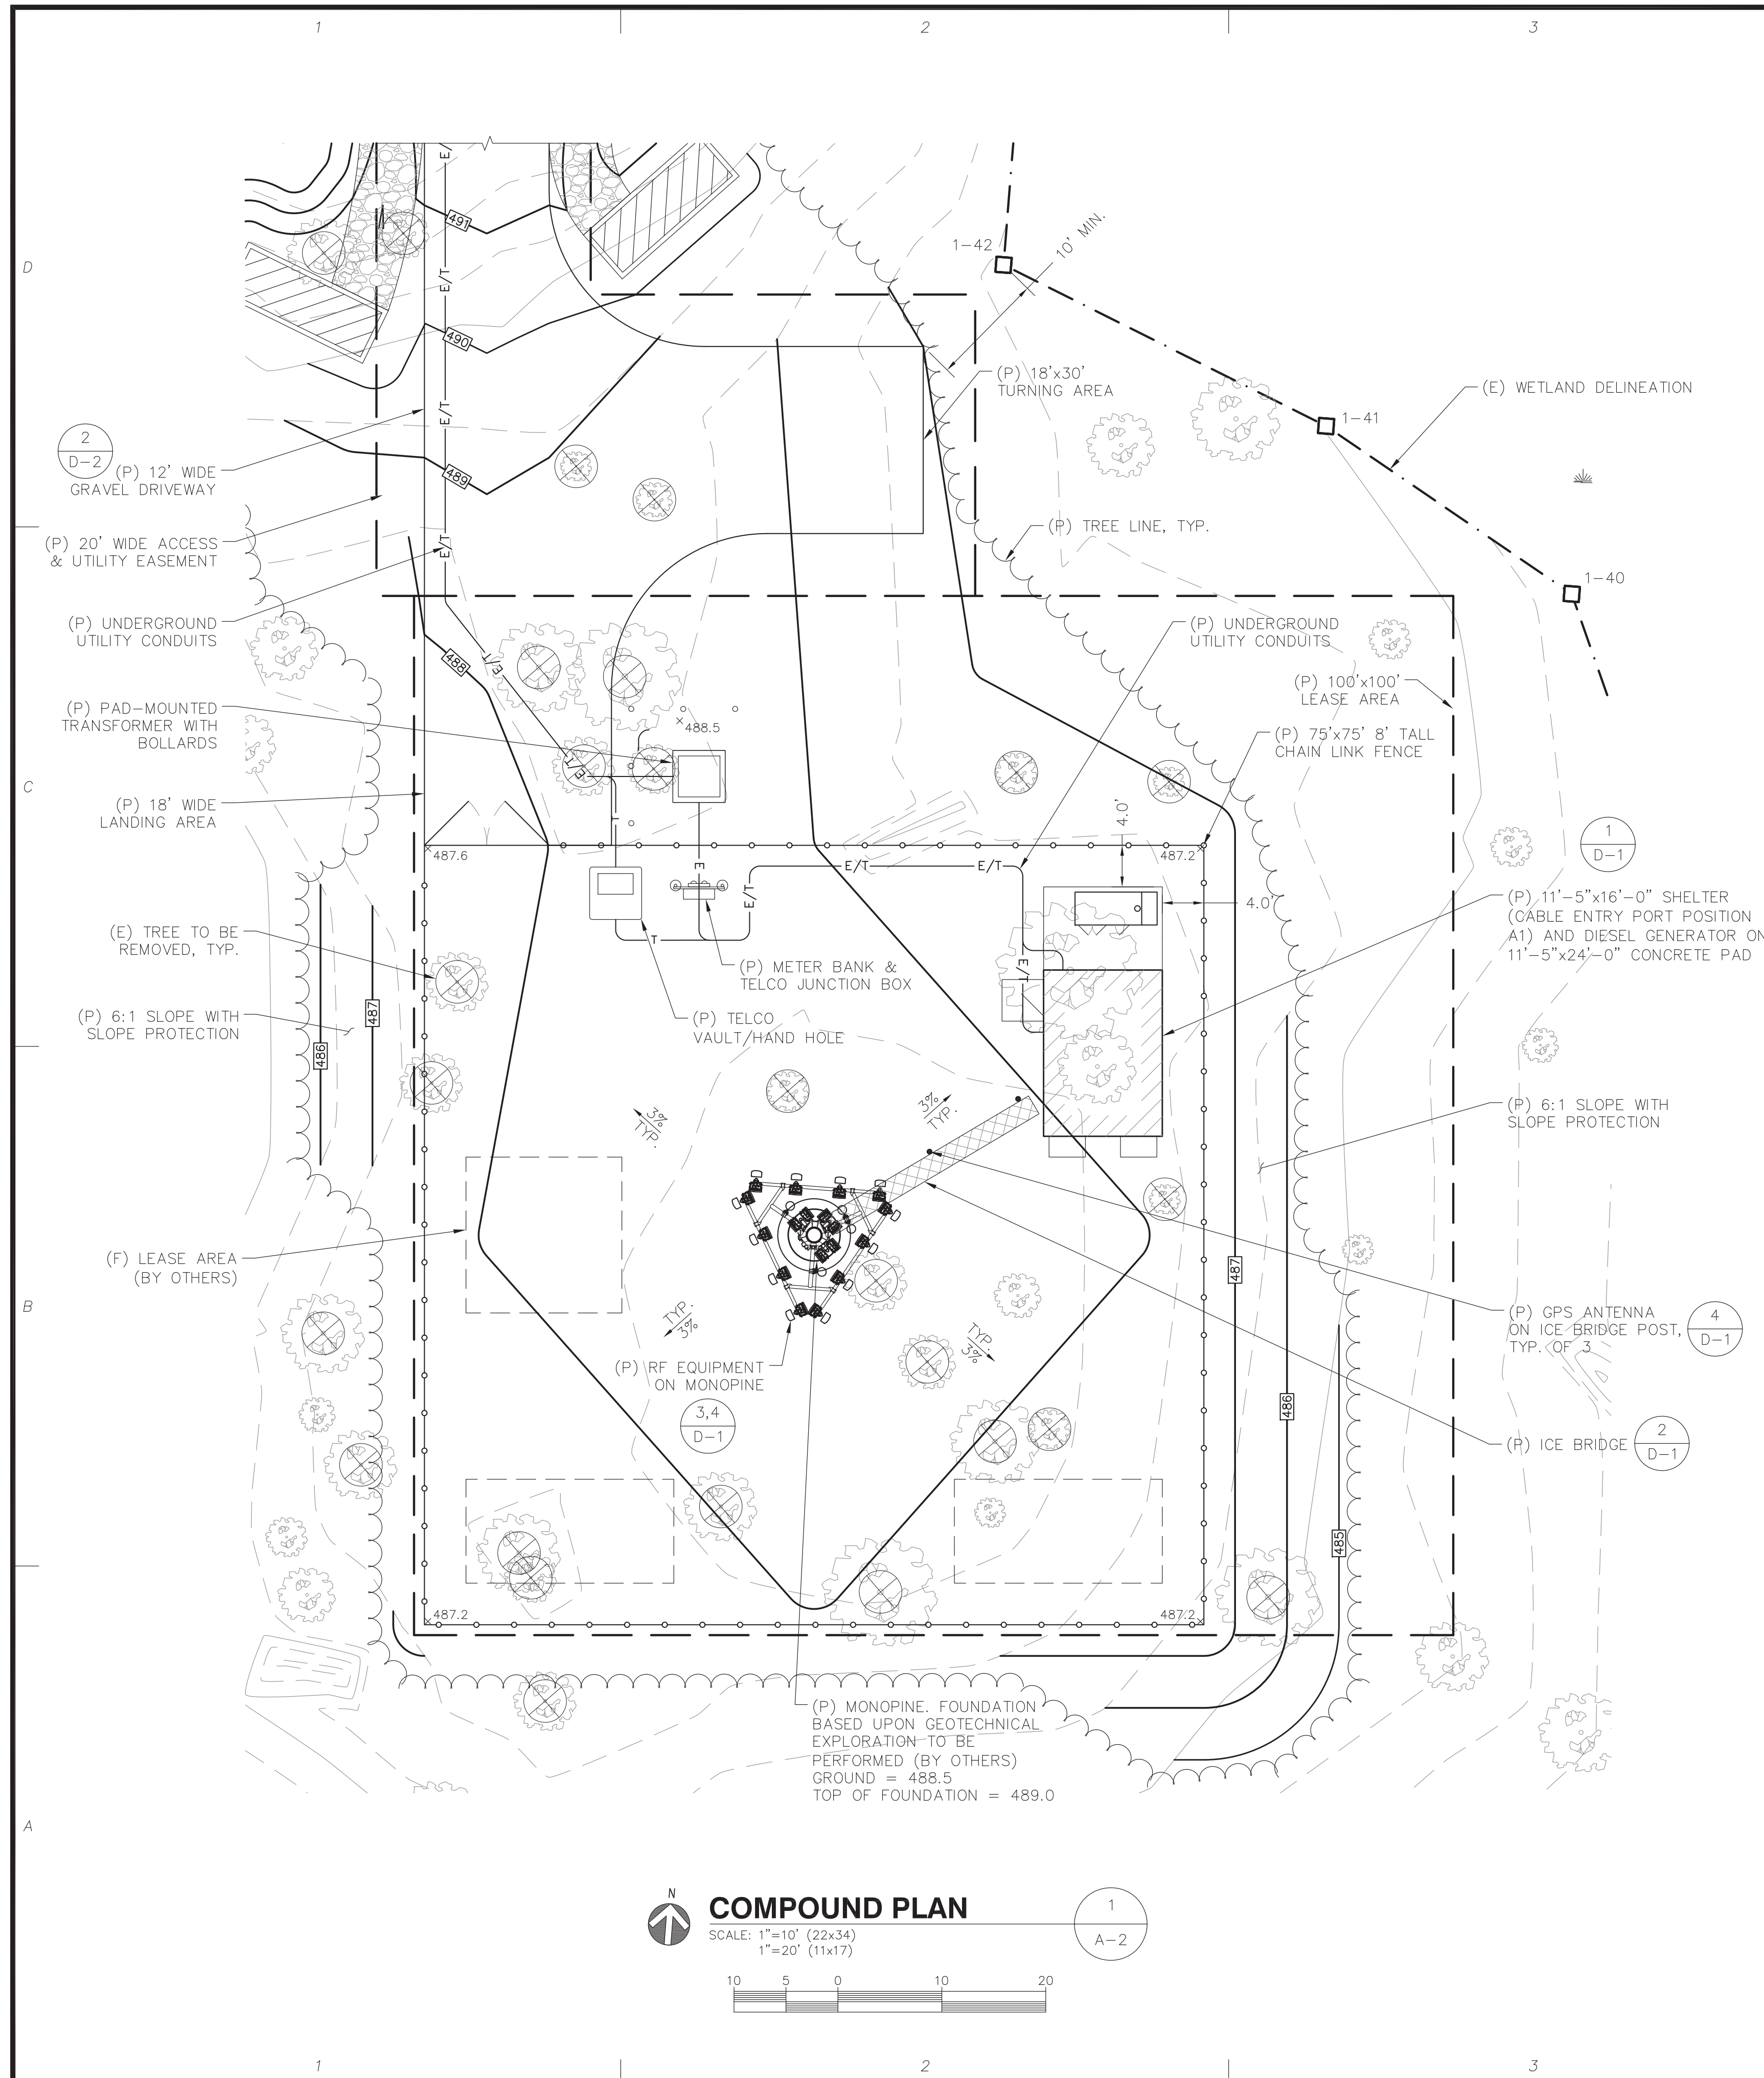 1
2
3
D
C
B
A
491
490
489
488
E/T
E/T
E/T
E/T
E/T
E/T
1-42
10' MIN.
1-41
1-40
(P) 18'x30'
TURNING AREA
(E) WETLAND DELINEATION
2
D-2
(P) 12' WIDE
GRAVEL DRIVEWAY
(P) 20' WIDE ACCESS
& UTILITY EASEMENT
(P) TREE LINE, TYP.
(P) UNDERGROUND
UTILITY CONDUITS
(P) UNDERGROUND
UTILITY CONDUITS
(P) 100'x100'
LEASE AREA
(P) PAD-MOUNTED
TRANSFORMER WITH
BOLLARDS
488.5
(P) 75'x75' 8' TALL
CHAIN LINK FENCE
(P) 18' WIDE
LANDING AREA
4.0'
487.6
487.2
T
E
E/T
E/T
E/T
E/T
T
4.0'
1
D-1
(P) 11'-5"x16'-0" SHELTER
(CABLE ENTRY PORT POSITION
A1) AND DIESEL GENERATOR ON
11'-5"x24'-0" CONCRETE PAD
(E) TREE TO BE
REMOVED, TYP.
(P) METER BANK &
TELCO JUNCTION BOX
(P) 6:1 SLOPE WITH
SLOPE PROTECTION
487
486
(P) TELCO
VAULT/HAND HOLE
3%
TYP.
3%
TYP.
(P) 6:1 SLOPE WITH
SLOPE PROTECTION
(F) LEASE AREA
(BY OTHERS)
487
TYP.
3%
TYP.
3%
(P) GPS ANTENNA
ON ICE BRIDGE POST,
TYP. OF 3
4
D-1
(P) RF EQUIPMENT
ON MONOPINE
3,4
D-1
486
(P) ICE BRIDGE
2
D-1
485
487.2
487.2
(P) MONOPINE. FOUNDATION
BASED UPON GEOTECHNICAL
EXPLORATION TO BE
PERFORMED (BY OTHERS)
GROUND = 488.5
TOP OF FOUNDATION = 489.0
N
COMPOUND PLAN
SCALE: 1"=10' (22x34)
1"=20' (11x17)
1
A-2
10 5 0 10 20
1
2
3